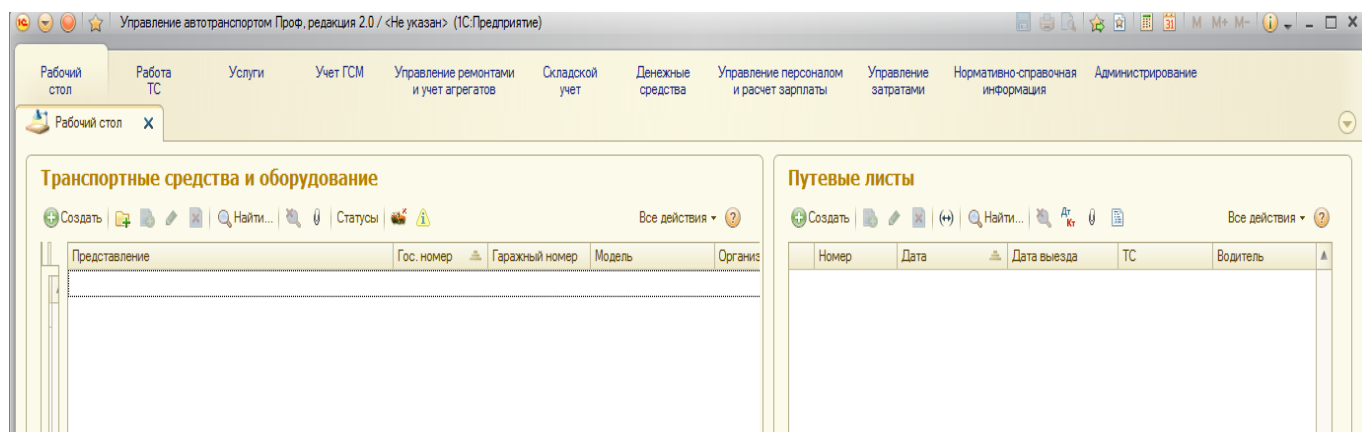 Управление автотранспортом Проф, редакция 2.0 / <Не указан> (1С:Предприятие)
31 M M+ M-
Рабочий стол
Работа ТС
Услуги
Учет ГСМ
Управление ремонтами и учет агрегатов
Складской учет
Денежные средства
Управление персоналом и расчет зарплаты
Управление затратами
Нормативно-справочная информация
Администрирование
Рабочий стол
Транспортные средства и оборудование
Создать Найти... Статусы Все действия
Представление Гос. номер Гаражный номер Модель Организ
Путевые листы
Создать Найти... Дт Кт Все действия
Номер Дата Дата выезда ТС Водитель